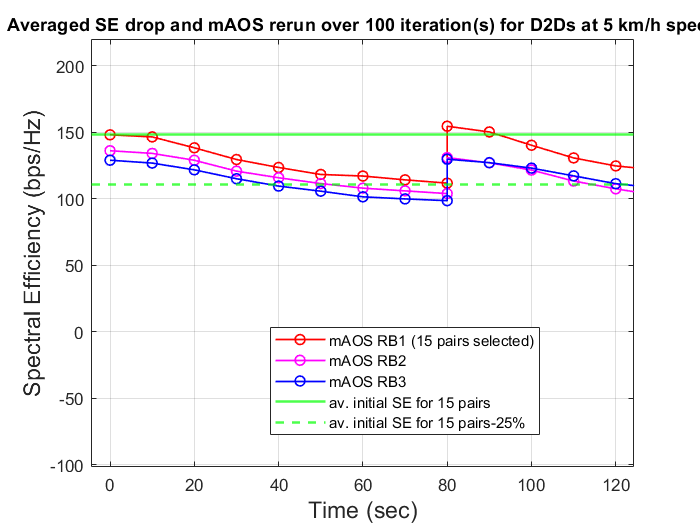 Averaged SE drop and mAOS rerun over 100 iteration(s) for D2Ds at 5 km/h
200
150
100
50
0
-50
-100
Spectral Efficiency (bps/Hz)
mAOS RB1 (15 pairs selected)
mAOS RB2
mAOS RB3
av. initial SE for 15 pairs
av. initial SE for 15 pairs-25%
0 20 40 60 80 100 120
Time (sec)